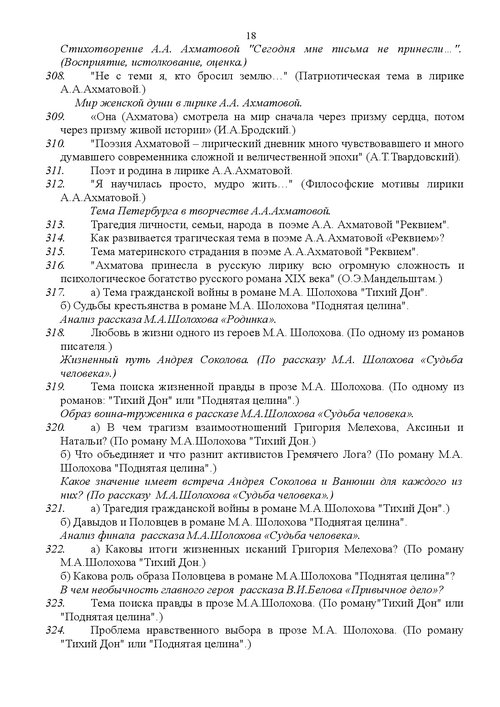 18
Стихотворение А.А. Ахматовой "Сегодня мне письма не принесли…".
(Восприятие, истолкование, оценка.)
308. "Не с теми я, кто бросил землю…" (Патриотическая тема в лирике
А.А.Ахматовой.)
Мир женской души в лирике А.А. Ахматовой.
309. «Она (Ахматова) смотрела на мир сначала через призму сердца, потом
через призму живой истории» (И.А.Бродский.)
310. "Поэзия Ахматовой – лирический дневник много чувствовавшего и много
думавшего современника сложной и величественной эпохи" (А.Т.Твардовский).
311. Поэт и родина в лирике А.А.Ахматовой.
312. "Я научилась просто, мудро жить…" (Философские мотивы лирики
А.А.Ахматовой.)
Тема Петербурга в творчестве А.А.Ахматовой.
313. Трагедия личности, семьи, народа в поэме А.А. Ахматовой "Реквием".
314. Как развивается трагическая тема в поэме А.А.Ахматовой «Реквием»?
315. Тема материнского страдания в поэме А.А.Ахматовой "Реквием".
316. "Ахматова принесла в русскую лирику всю огромную сложность и
психологическое богатство русского романа XIX века" (О.Э.Мандельштам.)
317. а) Тема гражданской войны в романе М.А. Шолохова "Тихий Дон".
б) Судьбы крестьянства в романе М.А. Шолохова "Поднятая целина".
Анализ рассказа М.А.Шолохова «Родинка».
318. Любовь в жизни одного из героев М.А. Шолохова. (По одному из романов
писателя.)
Жизненный путь Андрея Соколова. (По рассказу М.А. Шолохова «Судьба
человека».)
319. Тема поиска жизненной правды в прозе М.А. Шолохова. (По одному из
романов: "Тихий Дон" или "Поднятая целина".)
Образ воина-труженика в рассказе М.А.Шолохова «Судьба человека».
320. а) В чем трагизм взаимоотношений Григория Мелехова, Аксиньи и
Натальи? (По роману М.А.Шолохова "Тихий Дон.)
б) Что объединяет и что разнит активистов Гремячего Лога? (По роману М.А.
Шолохова "Поднятая целина".)
Какое значение имеет встреча Андрея Соколова и Ванюши для каждого из
них? (По рассказу М.А.Шолохова «Судьба человека».)
321. а) Трагедия гражданской войны в романе М.А.Шолохова "Тихий Дон".)
б) Давыдов и Половцев в романе М.А. Шолохова "Поднятая целина".
Анализ финала рассказа М.А.Шолохова «Судьба человека».
322. а) Каковы итоги жизненных исканий Григория Мелехова? (По роману
М.А.Шолохова "Тихий Дон.)
б) Какова роль образа Половцева в романе М.А.Шолохова "Поднятая целина"?
В чем необычность главного героя рассказа В.И.Белова «Привычное дело»?
323. Тема поиска правды в прозе М.А.Шолохова. (По роману"Тихий Дон" или
"Поднятая целина".)
324. Проблема нравственного выбора в прозе М.А. Шолохова. (По роману
"Тихий Дон" или "Поднятая целина".)